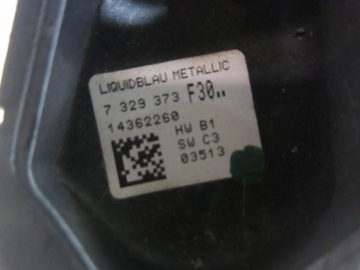 LIQUIDBLAU METALLIC
7 329 373 F30..
14362260
HW B1
SW C3
03513